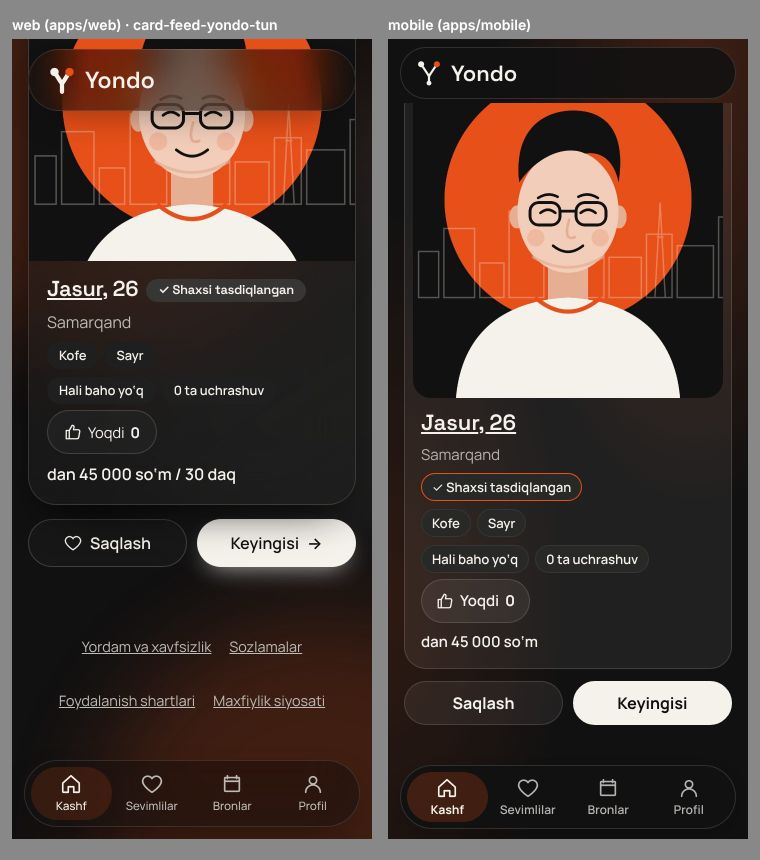 web (apps/web) · card-feed-yondo-tun
Yondo
Jasur, 26 ✓ Shaxsi tasdiqlangan
Samarqand
Kofe Sayr
Hali baho yo‘q 0 ta uchrashuv
Yoqdi 0
dan 45 000 so‘m / 30 daq
Saqlash Keyingisi →
Yordam va xavfsizlik Sozlamalar
Foydalanish shartlari Maxfiylik siyosati
Kashf Sevimlilar Bronlar Profil
mobile (apps/mobile)
Yondo
Jasur, 26
Samarqand
✓ Shaxsi tasdiqlangan
Kofe Sayr
Hali baho yo‘q 0 ta uchrashuv
Yoqdi 0
dan 45 000 so‘m
Saqlash Keyingisi
Kashf Sevimlilar Bronlar Profil